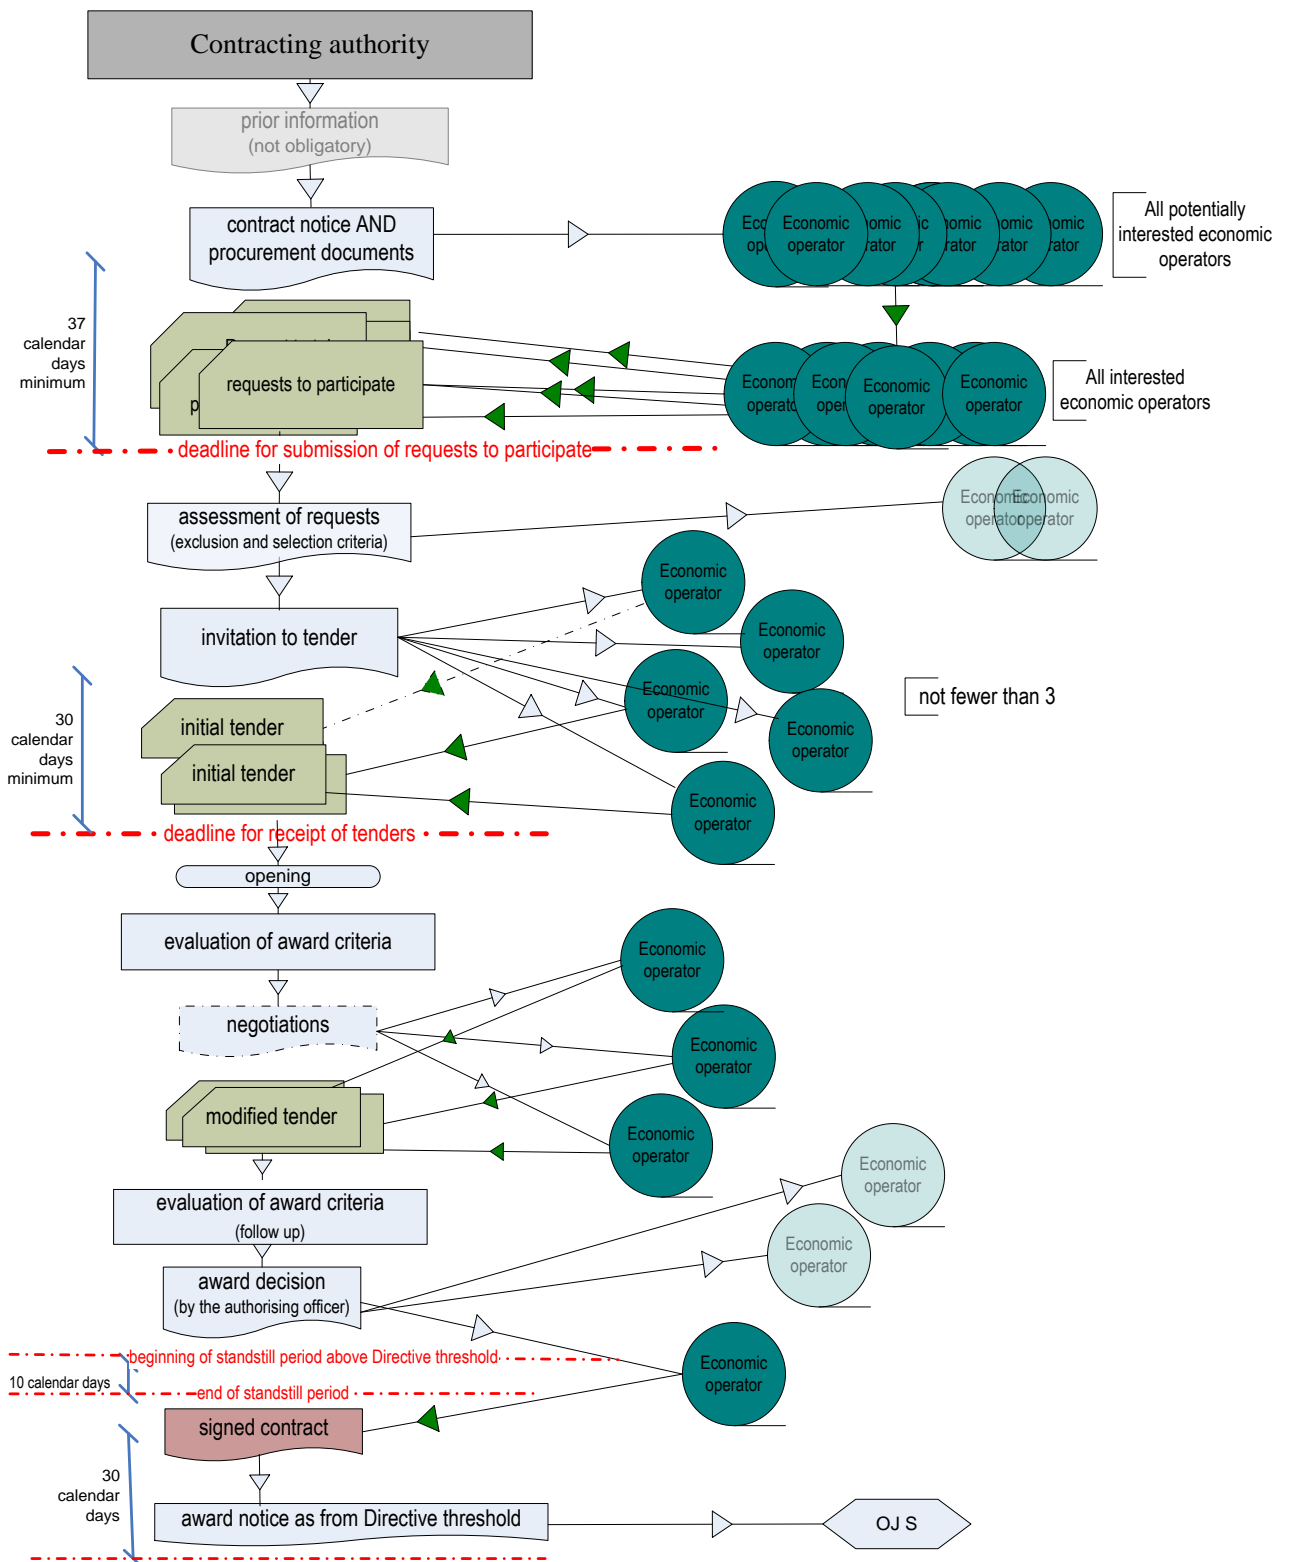 Contracting authority
prior information
(not obligatory)
contract notice AND
procurement documents
Economic
operator
All potentially
interested economic
operators
37
calendar
days
minimum
requests to participate
Economic
operator
Economic
operator
All interested
economic operators
deadline for submission of requests to participate
assessment of requests
(exclusion and selection criteria)
Economic
operator
Economic
operator
invitation to tender
Economic
operator
Economic
operator
Economic
operator
Economic
operator
Economic
operator
not fewer than 3
30
calendar
days
minimum
initial tender
initial tender
deadline for receipt of tenders
opening
evaluation of award criteria
negotiations
Economic
operator
Economic
operator
Economic
operator
modified tender
evaluation of award criteria
(follow up)
Economic
operator
Economic
operator
award decision
(by the authorising officer)
beginning of standstill period above Directive threshold
10 calendar days
end of standstill period
Economic
operator
signed contract
30
calendar
days
award notice as from Directive threshold
OJ S